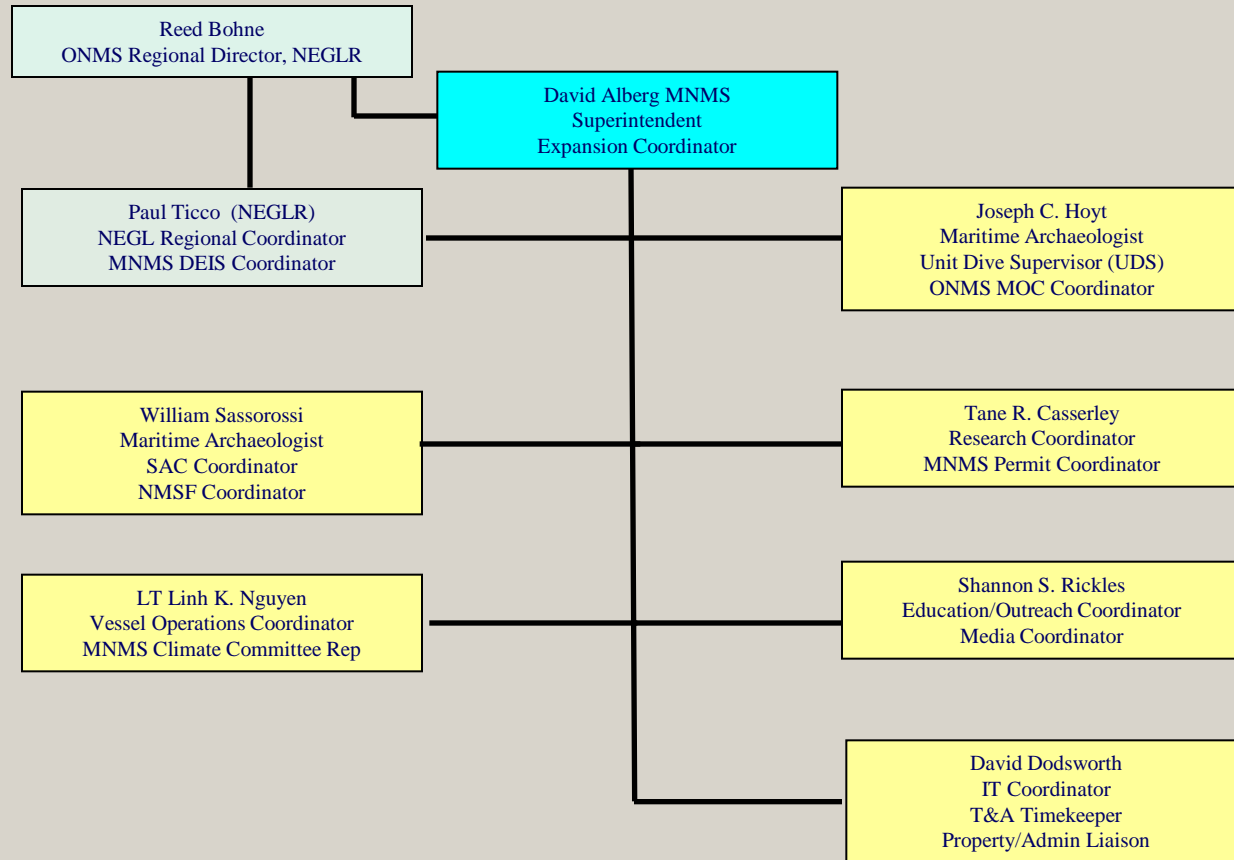 Reed Bohne
ONMS Regional Director, NEGLR
David Alberg MNMS
Superintendent
Expansion Coordinator
Paul Ticco (NEGLR)
NEGL Regional Coordinator
MNMS DEIS Coordinator
Joseph C. Hoyt
Maritime Archaeologist
Unit Dive Supervisor (UDS)
ONMS MOC Coordinator
William Sassorossi
Maritime Archaeologist
SAC Coordinator
NMSF Coordinator
Tane R. Casserley
Research Coordinator
MNMS Permit Coordinator
LT Linh K. Nguyen
Vessel Operations Coordinator
MNMS Climate Committee Rep
Shannon S. Rickles
Education/Outreach Coordinator
Media Coordinator
David Dodsworth
IT Coordinator
T&A Timekeeper
Property/Admin Liaison